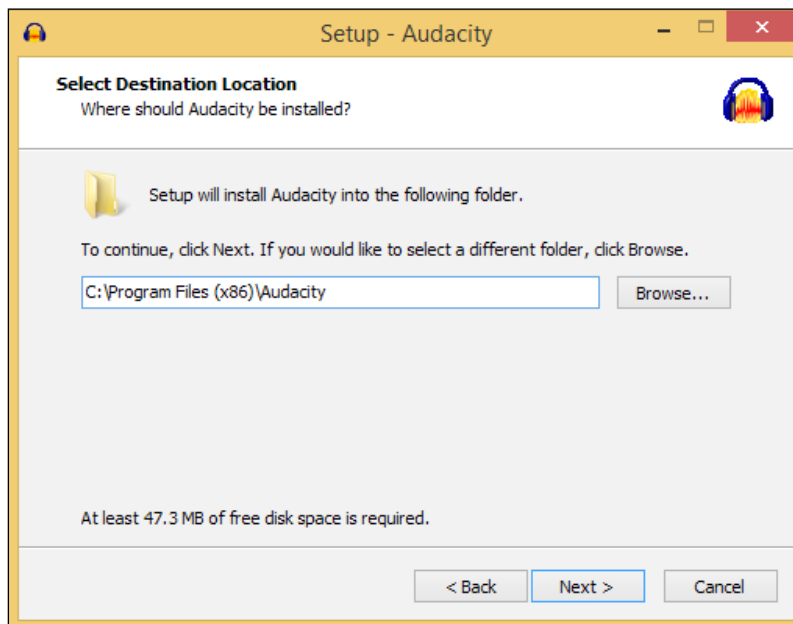 Setup - Audacity
Select Destination Location
Where should Audacity be installed?
Setup will install Audacity into the following folder.
To continue, click Next. If you would like to select a different folder, click Browse.
C:\Program Files (x86)\Audacity
Browse...
At least 47.3 MB of free disk space is required.
< Back
Next >
Cancel